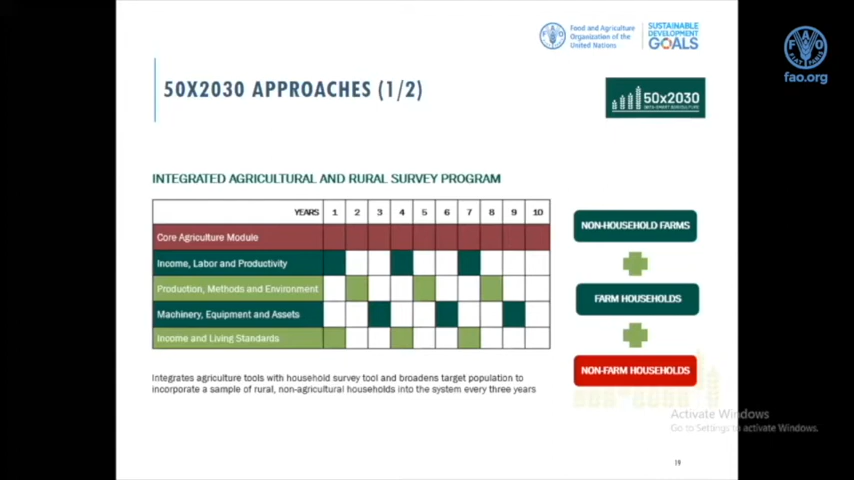 Food and Agriculture
Organization of the
United Nations
SUSTAINABLE
DEVELOPMENT
GOALS
FAO
FIAT PANIS
fao.org
50X2030 APPROACHES (1/2)
50x2030
INTEGRATED AGRICULTURAL AND RURAL SURVEY PROGRAM
YEARS 1 2 3 4 5 6 7 8 9 10
Core Agriculture Module
Income, Labor and Productivity
Production, Methods and Environment
Machinery, Equipment and Assets
Income and Living Standards
NON-HOUSEHOLD FARMS
FARM HOUSEHOLDS
NON-FARM HOUSEHOLDS
Integrates agriculture tools with household survey tool and broadens target population to
incorporate a sample of rural, non-agricultural households into the system every three years
Activate Windows
Go to Settings to activate Windows.
19